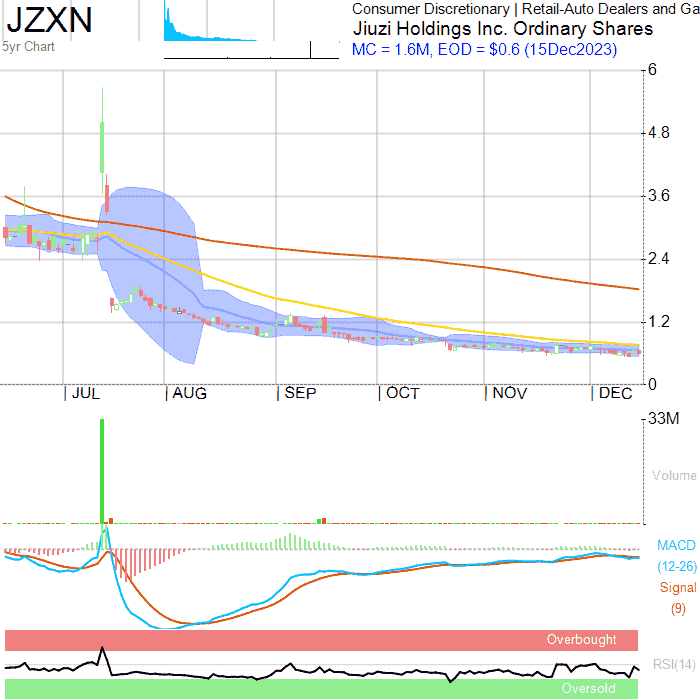 JZXN
Consumer Discretionary | Retail-Auto Dealers and Ga
Jiuzi Holdings Inc. Ordinary Shares
5yr Chart
MC = 1.6M, EOD = $0.6 (15Dec2023)
6
4.8
3.6
2.4
1.2
0
JUL
AUG
SEP
OCT
NOV
DEC
33M
Volume
MACD
(12-26)
Signal
(9)
Overbought
RSI(14)
Oversold